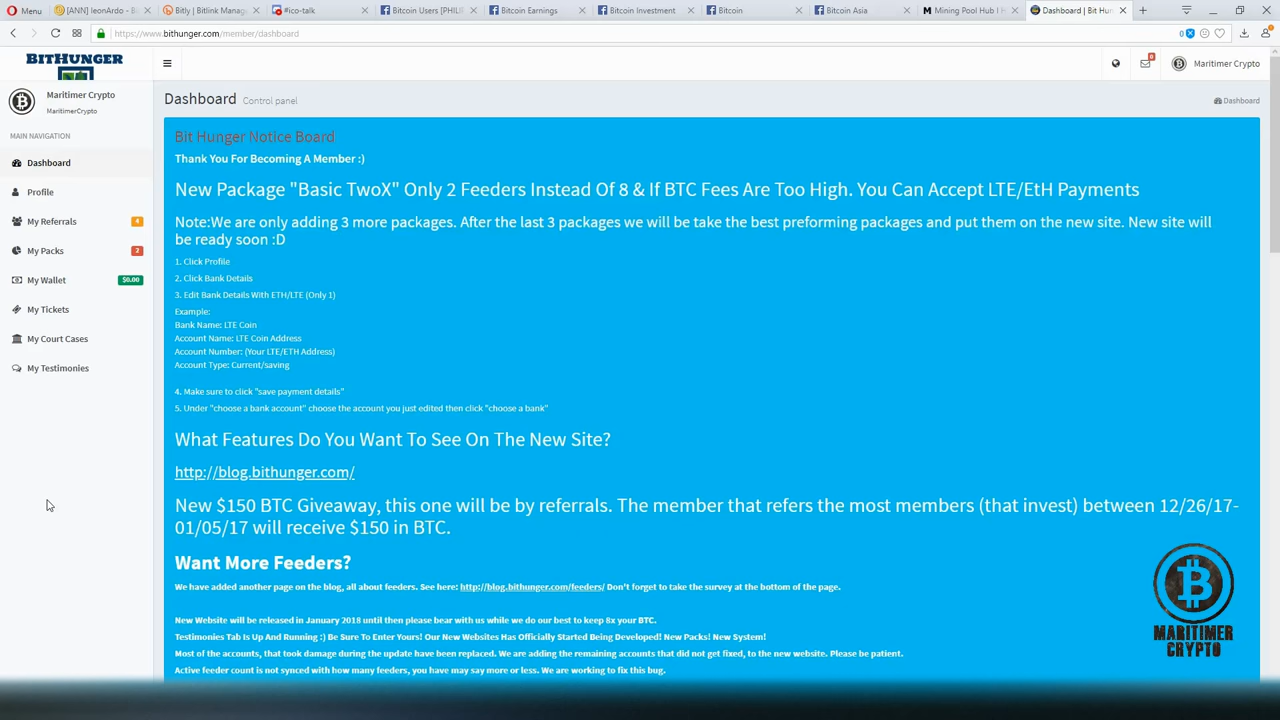 Menu
[ANN] leonArdo - B
Bitly | Bitlink Manag
#ico-talk
Bitcoin Users [PHILI
Bitcoin Earnings
Bitcoin Investment
Bitcoin
Bitcoin Asia
Mining Pool Hub | H
Dashboard | Bit Hun
https://www.bithunger.com/member/dashboard
0
BITHUNGER
0
Maritimer Crypto
Maritimer Crypto
MaritimerCrypto
Dashboard Control panel
Dashboard
MAIN NAVIGATION
Dashboard
Profile
My Referrals 4
My Packs 2
My Wallet $0.00
My Tickets
My Court Cases
My Testimonies
Bit Hunger Notice Board
Thank You For Becoming A Member :)
New Package "Basic TwoX" Only 2 Feeders Instead Of 8 & If BTC Fees Are Too High. You Can Accept LTE/EtH Payments
Note:We are only adding 3 more packages. After the last 3 packages we will be take the best preforming packages and put them on the new site. New site will
be ready soon :D
1. Click Profile
2. Click Bank Details
3. Edit Bank Details With ETH/LTE (Only 1)
Example:
Bank Name: LTE Coin
Account Name: LTE Coin Address
Account Number: (Your LTE/ETH Address)
Account Type: Current/saving
4. Make sure to click "save payment details"
5. Under "choose a bank account" choose the account you just edited then click "choose a bank"
What Features Do You Want To See On The New Site?
http://blog.bithunger.com/
New $150 BTC Giveaway, this one will be by referrals. The member that refers the most members (that invest) between 12/26/17-
01/05/17 will receive $150 in BTC.
Want More Feeders?
We have added another page on the blog, all about feeders. See here: http://blog.bithunger.com/feeders/ Don't forget to take the survey at the bottom of the page.
New Website will be released in January 2018 until then please bear with us while we do our best to keep 8x your BTC.
Testimonies Tab Is Up And Running :) Be Sure To Enter Yours! Our New Websites Has Officially Started Being Developed! New Packs! New System!
Most of the accounts, that took damage during the update have been replaced. We are adding the remaining accounts that did not get fixed, to the new website. Please be patient.
Active feeder count is not synced with how many feeders, you have may say more or less. We are working to fix this bug.
MARITIMER
CRYPTO